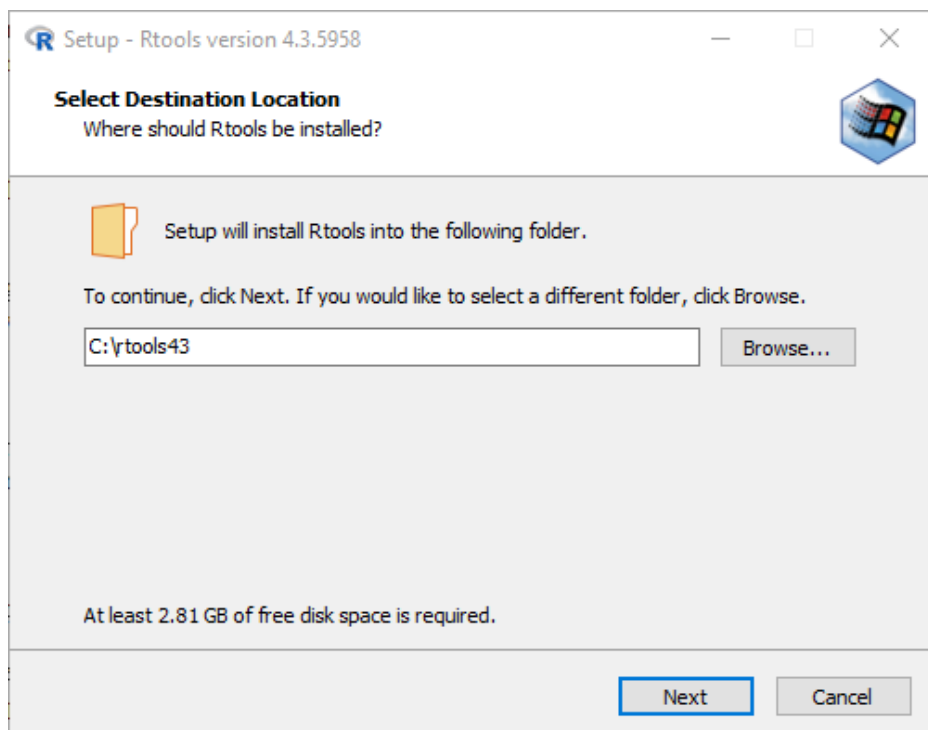 Setup - Rtools version 4.3.5958
Select Destination Location
Where should Rtools be installed?
Setup will install Rtools into the following folder.
To continue, click Next. If you would like to select a different folder, click Browse.
C:\rtools43
Browse...
At least 2.81 GB of free disk space is required.
Next
Cancel